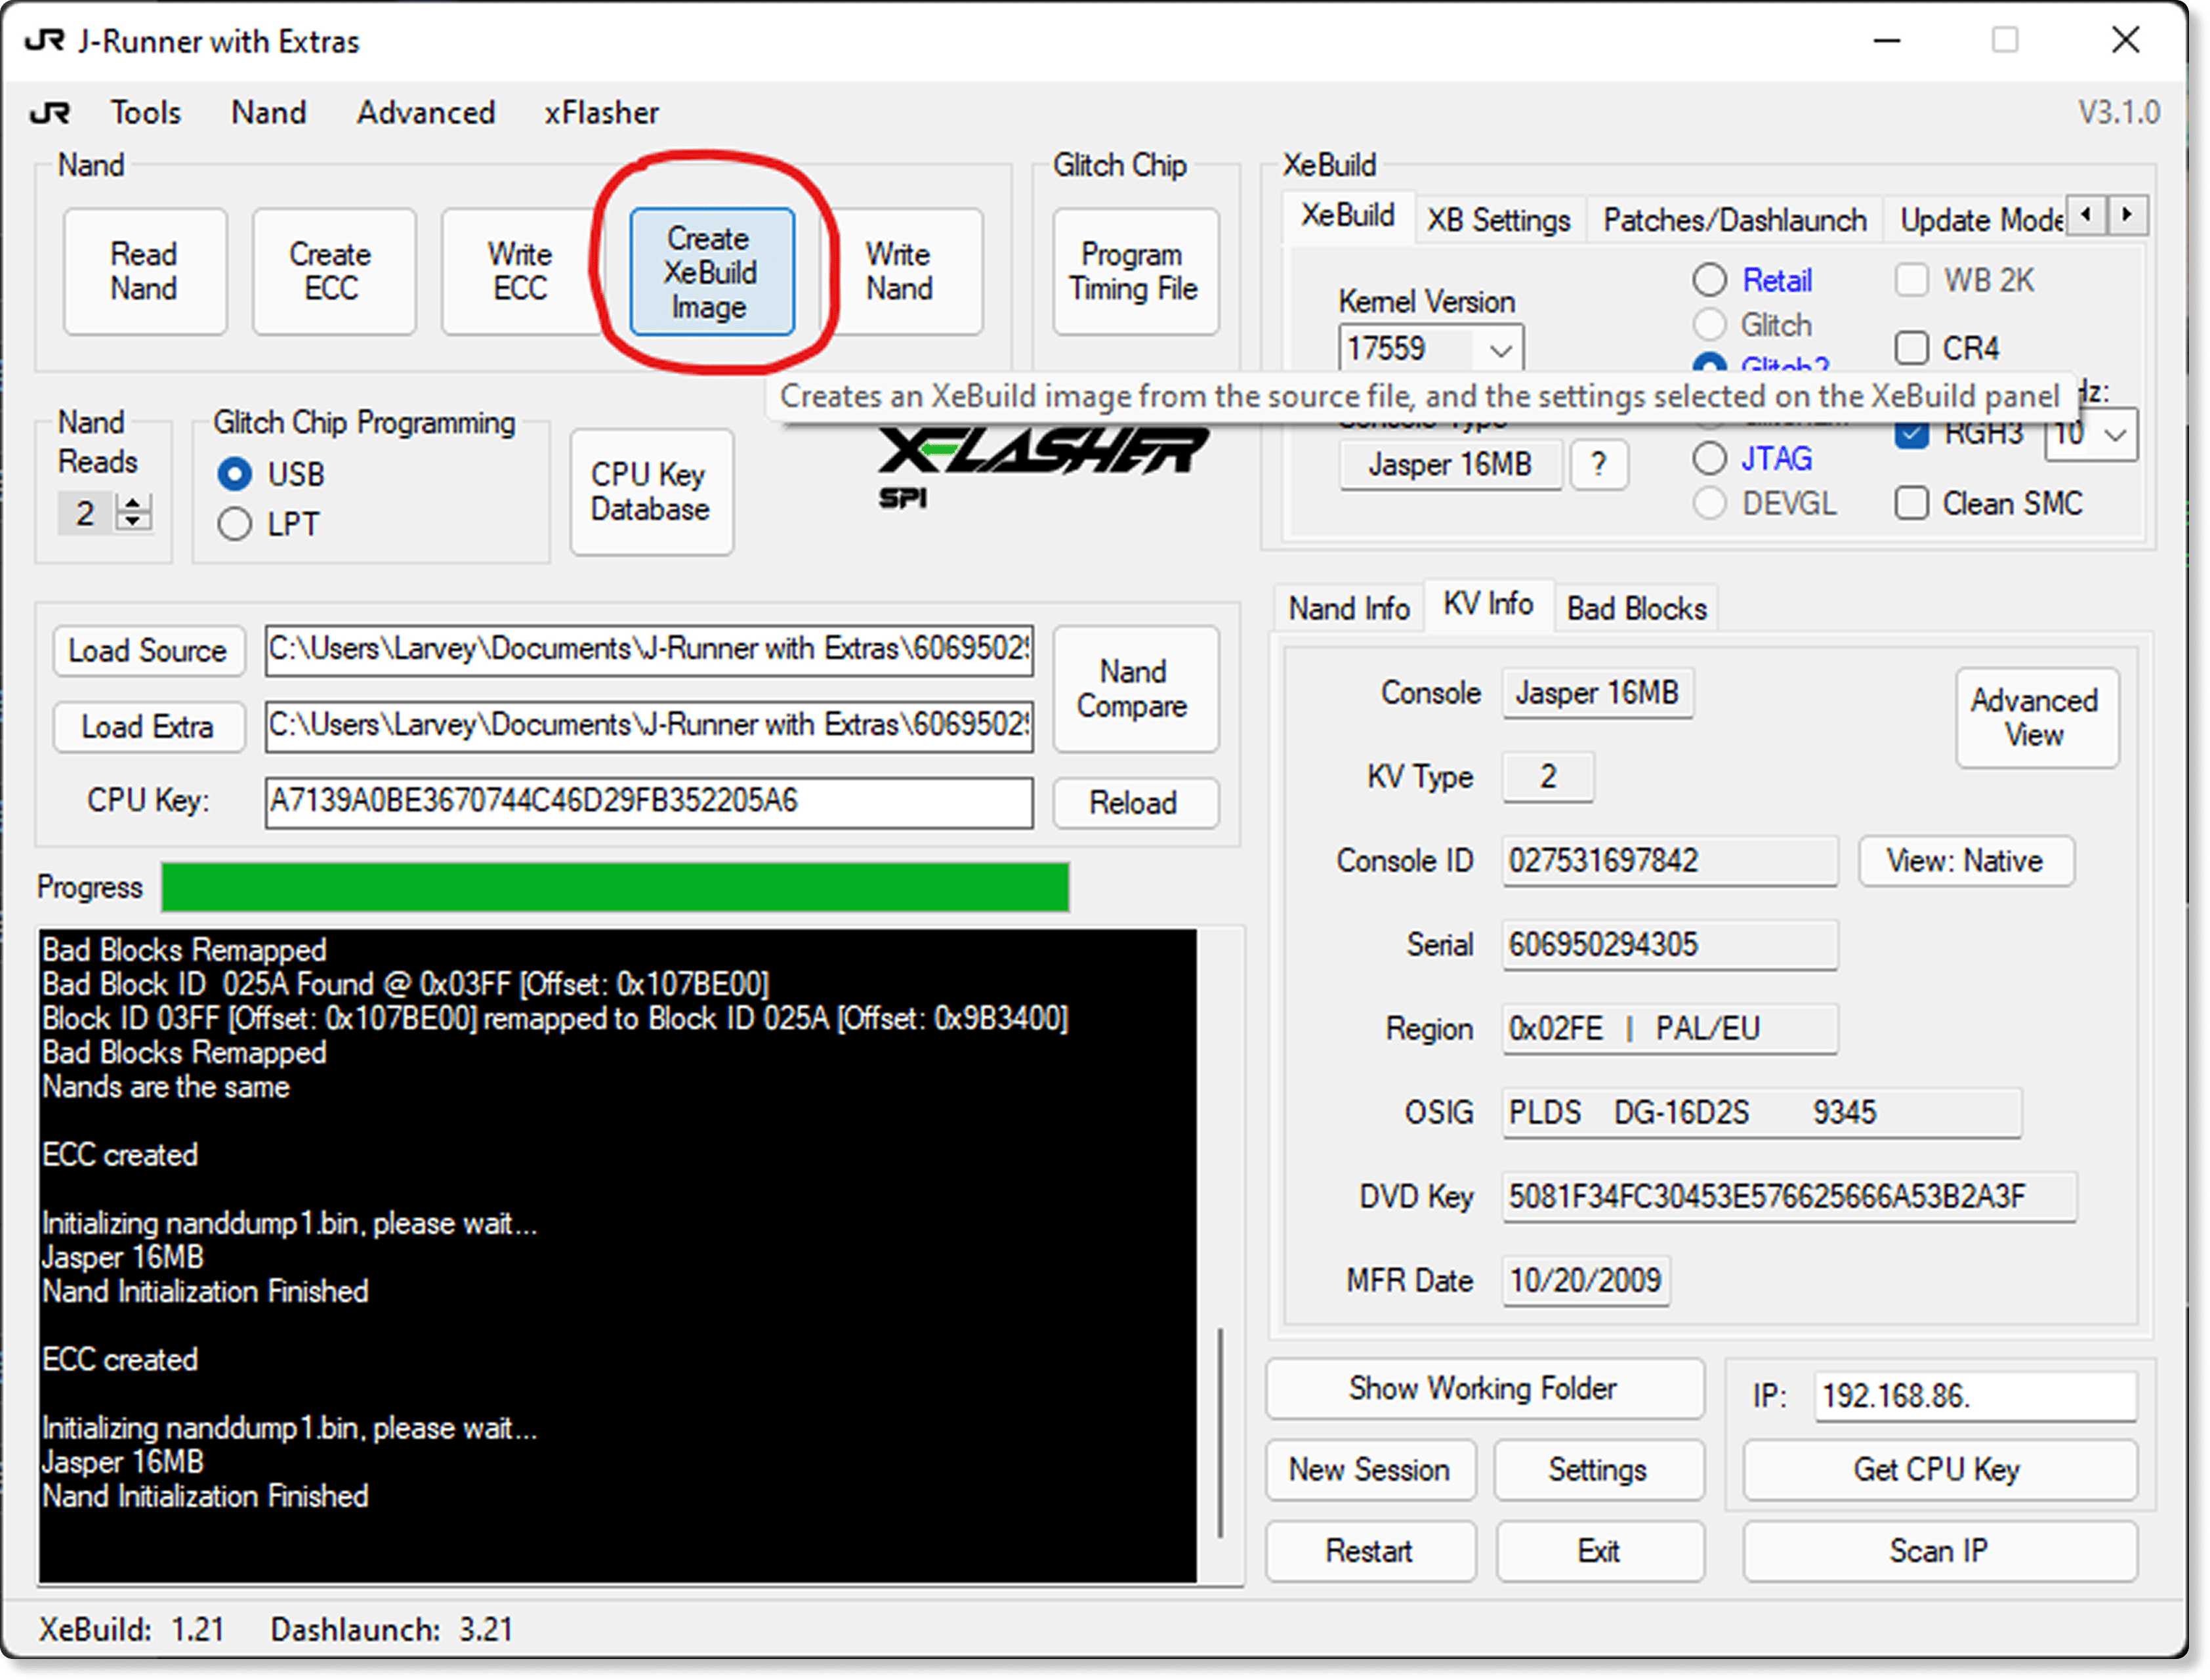 J-Runner with Extras
Tools Nand Advanced xFlasher V3.1.0
Nand
Read
Nand
Create
ECC
Write
ECC
Create
XeBuild
Image
Write
Nand
Glitch Chip
Program
Timing File
XeBuild
XeBuild XB Settings Patches/Dashlaunch Update Mode
Kernel Version
17559
Retail
Glitch
Glitch2
JTAG
DEVGL
WB 2K
CR4
RGH3
Hz:
10
Clean SMC
Console Type
Jasper 16MB ?
Creates an XeBuild image from the source file, and the settings selected on the XeBuild panel
Nand
Reads
2
Glitch Chip Programming
USB
LPT
CPU Key
Database
X-FLASHER
SPI
Load Source C:\Users\Larvey\Documents\J-Runner with Extras\60695029
Load Extra C:\Users\Larvey\Documents\J-Runner with Extras\60695029
Nand
Compare
CPU Key: A7139A0BE3670744C46D29FB352205A6 Reload
Progress
Bad Blocks Remapped
Bad Block ID 025A Found @ 0x03FF [Offset: 0x107BE00]
Block ID 03FF [Offset: 0x107BE00] remapped to Block ID 025A [Offset: 0x9B3400]
Bad Blocks Remapped
Nands are the same
ECC created
Initializing nanddump1.bin, please wait...
Jasper 16MB
Nand Initialization Finished
ECC created
Initializing nanddump1.bin, please wait...
Jasper 16MB
Nand Initialization Finished
Nand Info KV Info Bad Blocks
Console Jasper 16MB
Advanced
View
KV Type 2
Console ID 027531697842 View: Native
Serial 606950294305
Region 0x02FE | PAL/EU
OSIG PLDS DG-16D2S 9345
DVD Key 5081F34FC30453E576625666A53B2A3F
MFR Date 10/20/2009
Show Working Folder
New Session Settings
Restart Exit
IP: 192.168.86.
Get CPU Key
Scan IP
XeBuild: 1.21 Dashlaunch: 3.21